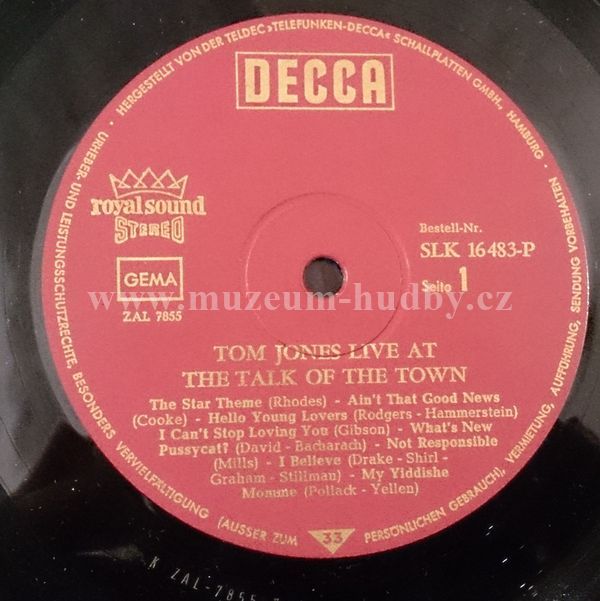 HERGESTELLT VON DER TELDEC »TELEFUNKEN-DECCA« SCHALLPLATTEN GMBH., HAMBURG
URHEBER- UND LEISTUNGSSCHUTZRECHTE, BESONDERS VERVIELFÄLTIGUNG (AUSSER ZUM PERSÖNLICHEN GEBRAUCH), VERMIETUNG, AUFFÜHRUNG, SENDUNG VORBEHALTEN
DECCA
royal sound
STEREO
GEMA
ZAL 7855
Bestell-Nr.
SLK 16483-P
Seite 1
www.muzeum-hudby.cz
TOM JONES LIVE AT
THE TALK OF THE TOWN
The Star Theme (Rhodes) - Ain't That Good News
(Cooke) - Hello Young Lovers (Rodgers - Hammerstein)
I Can't Stop Loving You (Gibson) - What's New
Pussycat? (David - Bacharach) - Not Responsible
(Mills) - I Believe (Drake - Shirl -
Graham - Stillman) - My Yiddishe
Momme (Pollack - Yellen)
33
K ZAL-7855